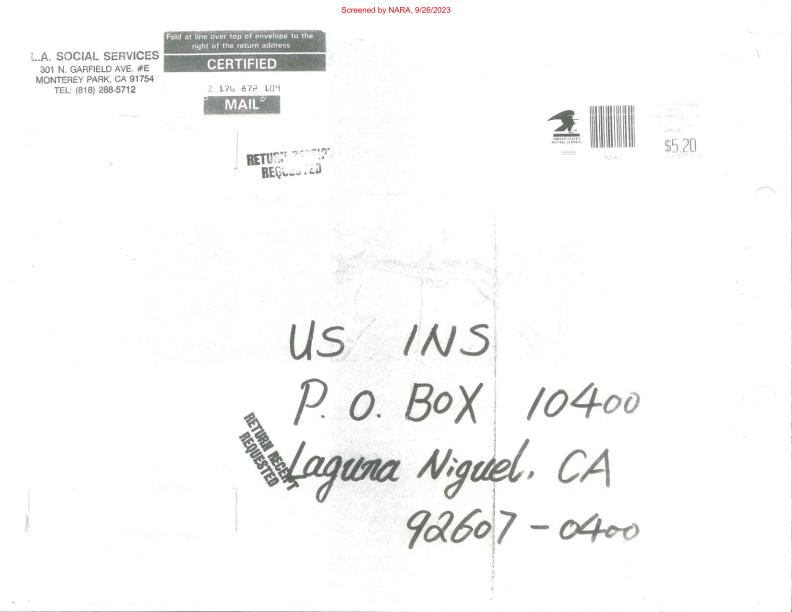 Screened by NARA, 9/26/2023
L.A. SOCIAL SERVICES
301 N. GARFIELD AVE. #E
MONTEREY PARK, CA 91754
TEL: (818) 288-5712
Fold at line over top of envelope to the
right of the return address
CERTIFIED
Z 176 872 109
MAIL
RETURN RECEIPT
REQUESTED
UNITED STATES
POSTAL SERVICE
$5.20
US INS
P. O. BOX 10400
RETURN RECEIPT
REQUESTED
Laguna Niguel, CA
92607-0400